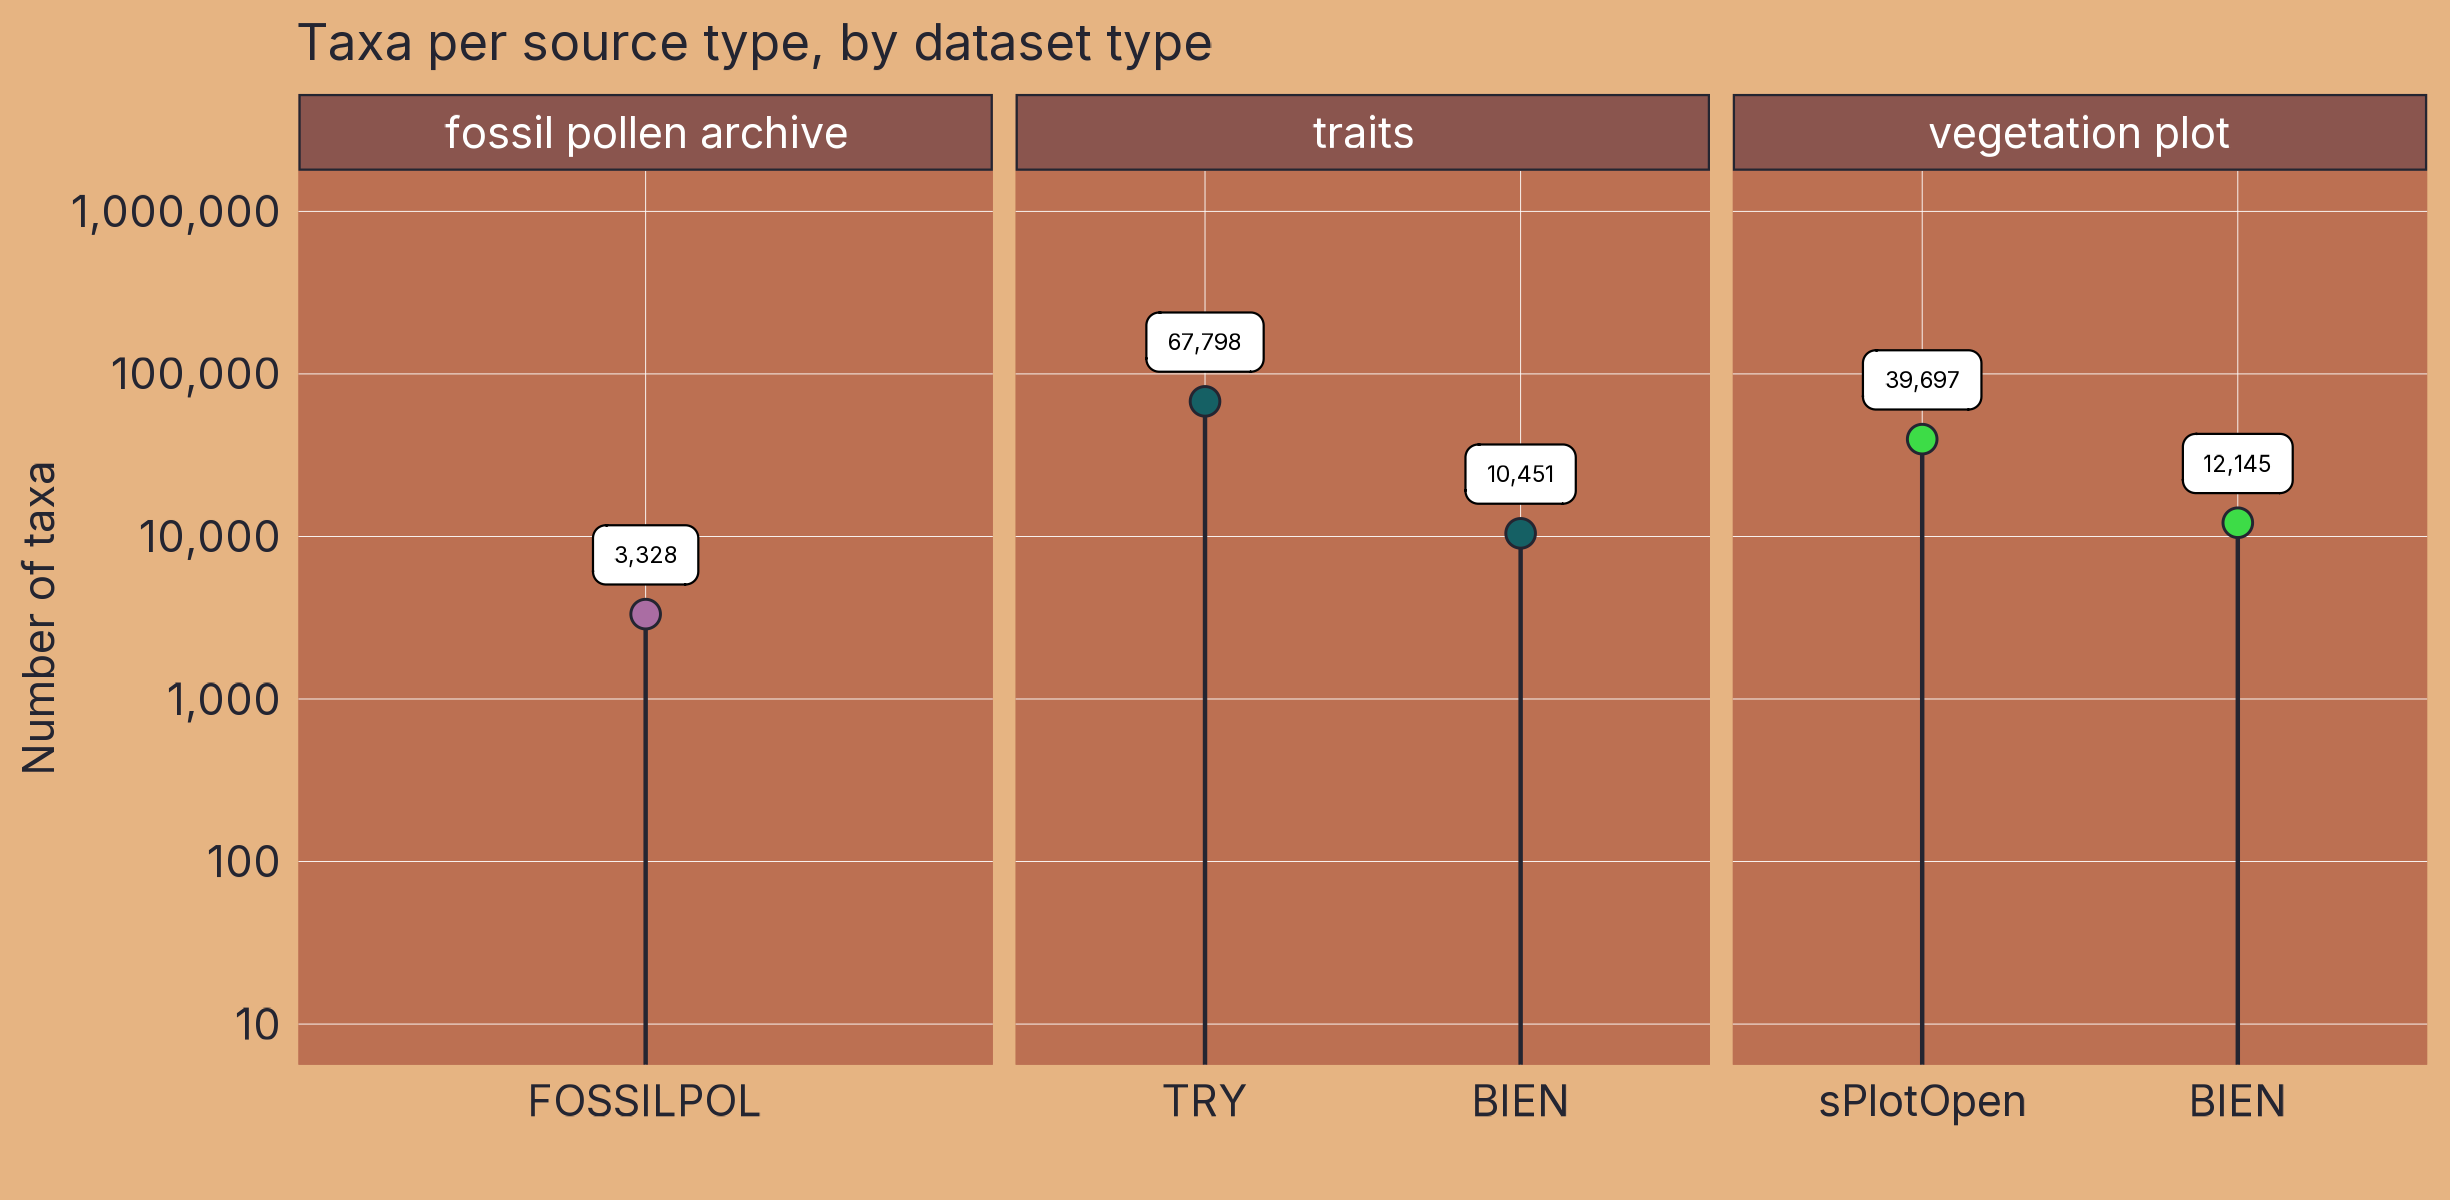 Taxa per source type, by dataset type
fossil pollen archive
traits
vegetation plot
Number of taxa
1,000,000
100,000
10,000
1,000
100
10
3,328
67,798
10,451
39,697
12,145
FOSSILPOL
TRY
BIEN
sPlotOpen
BIEN